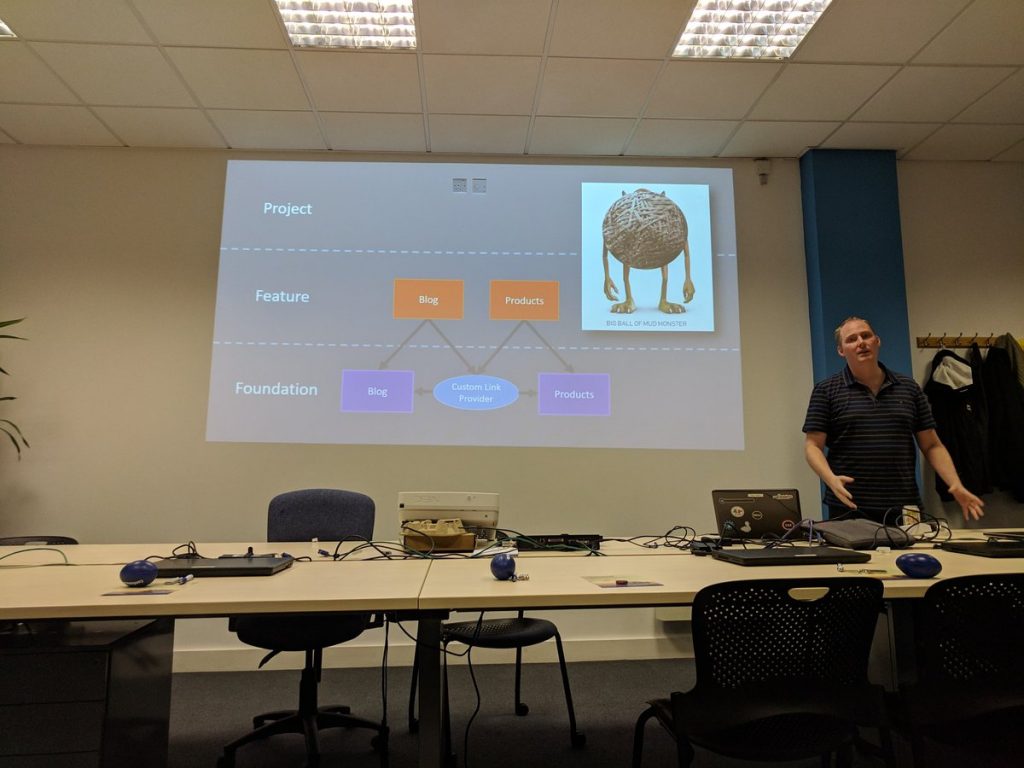 Project
BIG BALL OF MUD MONSTER
Feature
Blog
Products
Foundation
Blog
Custom Link
Provider
Products